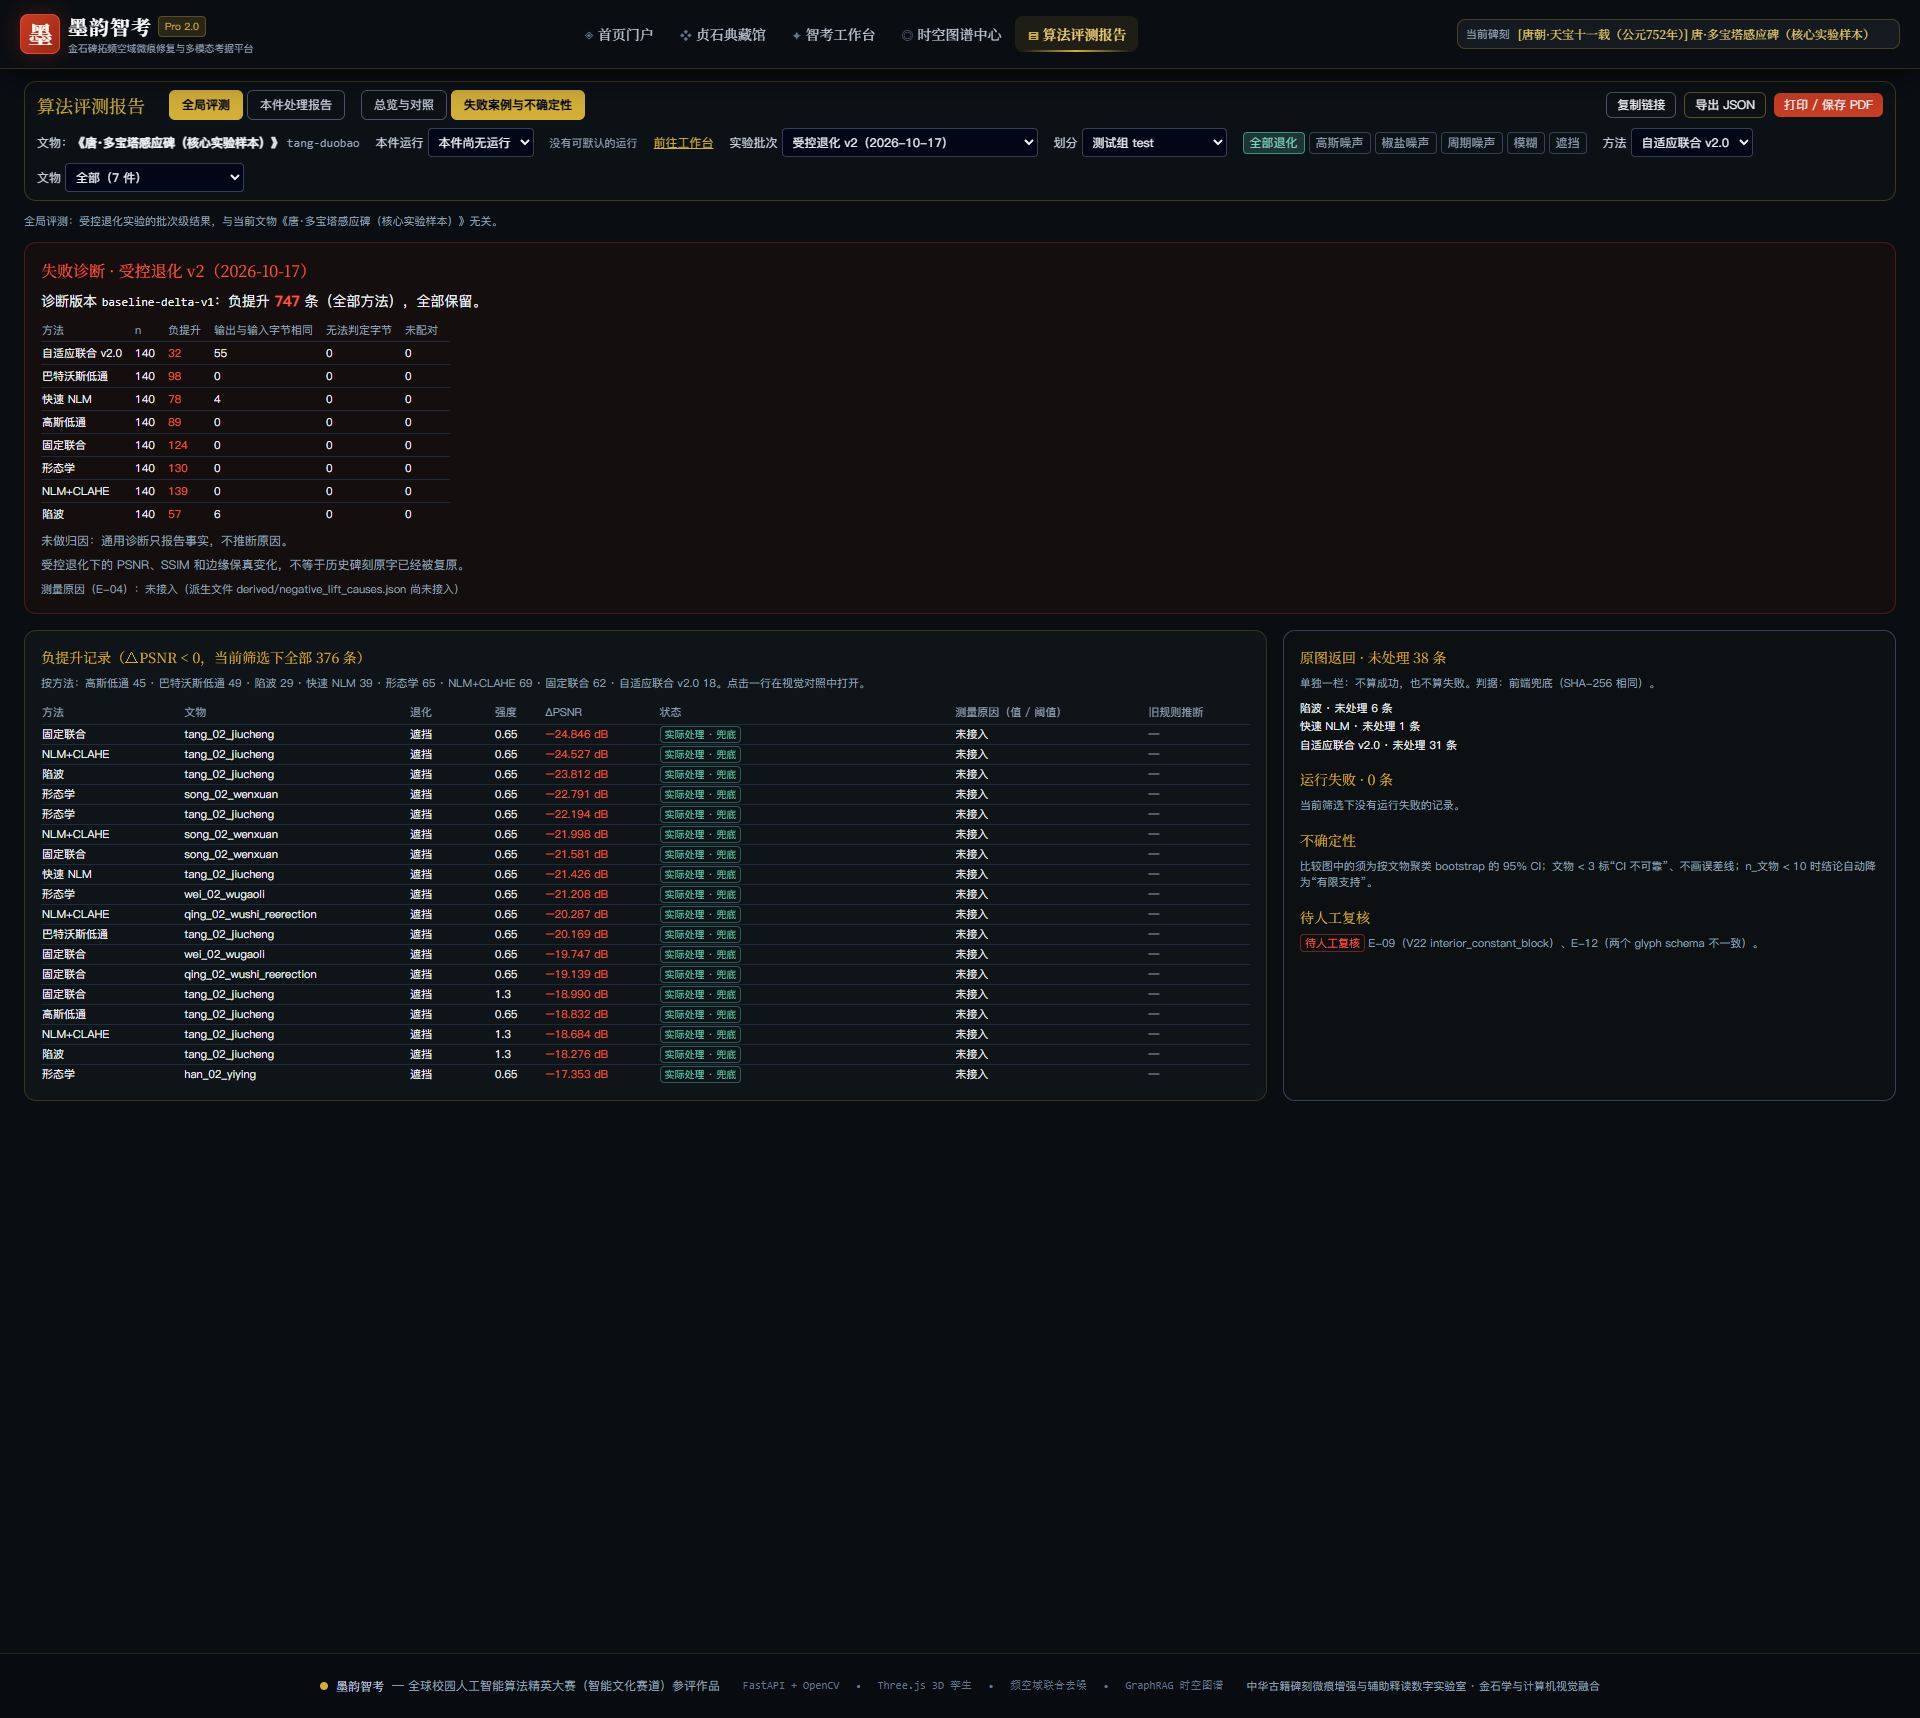 墨 墨韵智考 Pro 2.0
金石碑拓频空域微痕修复与多模态考据平台
首页门户 贞石典藏馆 智考工作台 时空图谱中心 算法评测报告
当前碑刻 [唐朝·天宝十一载（公元752年）] 唐·多宝塔感应碑（核心实验样本）
算法评测报告 全局评测 本件处理报告 总览与对照 失败案例与不确定性 复制链接 导出 JSON 打印 / 保存 PDF
文物： 《唐·多宝塔感应碑（核心实验样本）》 tang-duobao 本件运行 本件尚无运行 没有可默认的运行 前往工作台 实验批次 受控退化 v2（2026-10-17） 划分 测试组 test 全部退化 高斯噪声 椒盐噪声 周期噪声 模糊 遮挡 方法 自适应联合 v2.0
文物 全部（7 件）
全局评测：受控退化实验的批次级结果，与当前文物《唐·多宝塔感应碑（核心实验样本）》无关。
失败诊断 · 受控退化 v2（2026-10-17）
诊断版本 baseline-delta-v1：负提升 747 条（全部方法），全部保留。
方法 n 负提升 输出与输入字节相同 无法判定字节 未配对
自适应联合 v2.0 140 32 55 0 0
巴特沃斯低通 140 98 0 0 0
快速 NLM 140 78 4 0 0
高斯低通 140 89 0 0 0
固定联合 140 124 0 0 0
形态学 140 130 0 0 0
NLM+CLAHE 140 139 0 0 0
陷波 140 57 6 0 0
未做归因：通用诊断只报告事实，不推断原因。
受控退化下的 PSNR、SSIM 和边缘保真变化，不等于历史碑刻原字已经被复原。
测量原因（E-04）：未接入（派生文件 derived/negative_lift_causes.json 尚未接入）
负提升记录（△PSNR < 0，当前筛选下全部 376 条）
按方法：高斯低通 45 · 巴特沃斯低通 49 · 陷波 29 · 快速 NLM 39 · 形态学 65 · NLM+CLAHE 69 · 固定联合 62 · 自适应联合 v2.0 18。点击一行在视觉对照中打开。
方法 文物 退化 强度 ΔPSNR 状态 测量原因（值 / 阈值） 旧规则推断
固定联合 tang_02_jiucheng 遮挡 0.65 −24.846 dB 实际处理 · 兜底 未接入 —
NLM+CLAHE tang_02_jiucheng 遮挡 0.65 −24.527 dB 实际处理 · 兜底 未接入 —
陷波 tang_02_jiucheng 遮挡 0.65 −23.812 dB 实际处理 · 兜底 未接入 —
形态学 song_02_wenxuan 遮挡 0.65 −22.791 dB 实际处理 · 兜底 未接入 —
形态学 tang_02_jiucheng 遮挡 0.65 −22.194 dB 实际处理 · 兜底 未接入 —
NLM+CLAHE song_02_wenxuan 遮挡 0.65 −21.998 dB 实际处理 · 兜底 未接入 —
固定联合 song_02_wenxuan 遮挡 0.65 −21.581 dB 实际处理 · 兜底 未接入 —
快速 NLM tang_02_jiucheng 遮挡 0.65 −21.426 dB 实际处理 · 兜底 未接入 —
形态学 wei_02_wugaoli 遮挡 0.65 −21.208 dB 实际处理 · 兜底 未接入 —
NLM+CLAHE qing_02_wushi_reerection 遮挡 0.65 −20.287 dB 实际处理 · 兜底 未接入 —
巴特沃斯低通 tang_02_jiucheng 遮挡 0.65 −20.169 dB 实际处理 · 兜底 未接入 —
固定联合 wei_02_wugaoli 遮挡 0.65 −19.747 dB 实际处理 · 兜底 未接入 —
固定联合 qing_02_wushi_reerection 遮挡 0.65 −19.139 dB 实际处理 · 兜底 未接入 —
固定联合 tang_02_jiucheng 遮挡 1.3 −18.990 dB 实际处理 · 兜底 未接入 —
高斯低通 tang_02_jiucheng 遮挡 0.65 −18.832 dB 实际处理 · 兜底 未接入 —
NLM+CLAHE tang_02_jiucheng 遮挡 1.3 −18.684 dB 实际处理 · 兜底 未接入 —
陷波 tang_02_jiucheng 遮挡 1.3 −18.276 dB 实际处理 · 兜底 未接入 —
形态学 han_02_yiying 遮挡 0.65 −17.353 dB 实际处理 · 兜底 未接入 —
原图返回 · 未处理 38 条
单独一栏：不算成功，也不算失败。判据：前端兜底（SHA-256 相同）。
陷波 · 未处理 6 条
快速 NLM · 未处理 1 条
自适应联合 v2.0 · 未处理 31 条
运行失败 · 0 条
当前筛选下没有运行失败的记录。
不确定性
比较图中的须为按文物聚类 bootstrap 的 95% CI；文物 < 3 标“CI 不可靠”、不画误差线；n_文物 < 10 时结论自动降
为“有限支持”。
待人工复核
待人工复核 E-09（V22 interior_constant_block）、E-12（两个 glyph schema 不一致）。
墨韵智考 — 全球校园人工智能算法精英大赛（智能文化赛道）参评作品 FastAPI + OpenCV • Three.js 3D 孪生 • 频空域联合去噪 • GraphRAG 时空图谱 中华古籍碑刻微痕增强与辅助释读数字实验室 · 金石学与计算机视觉融合